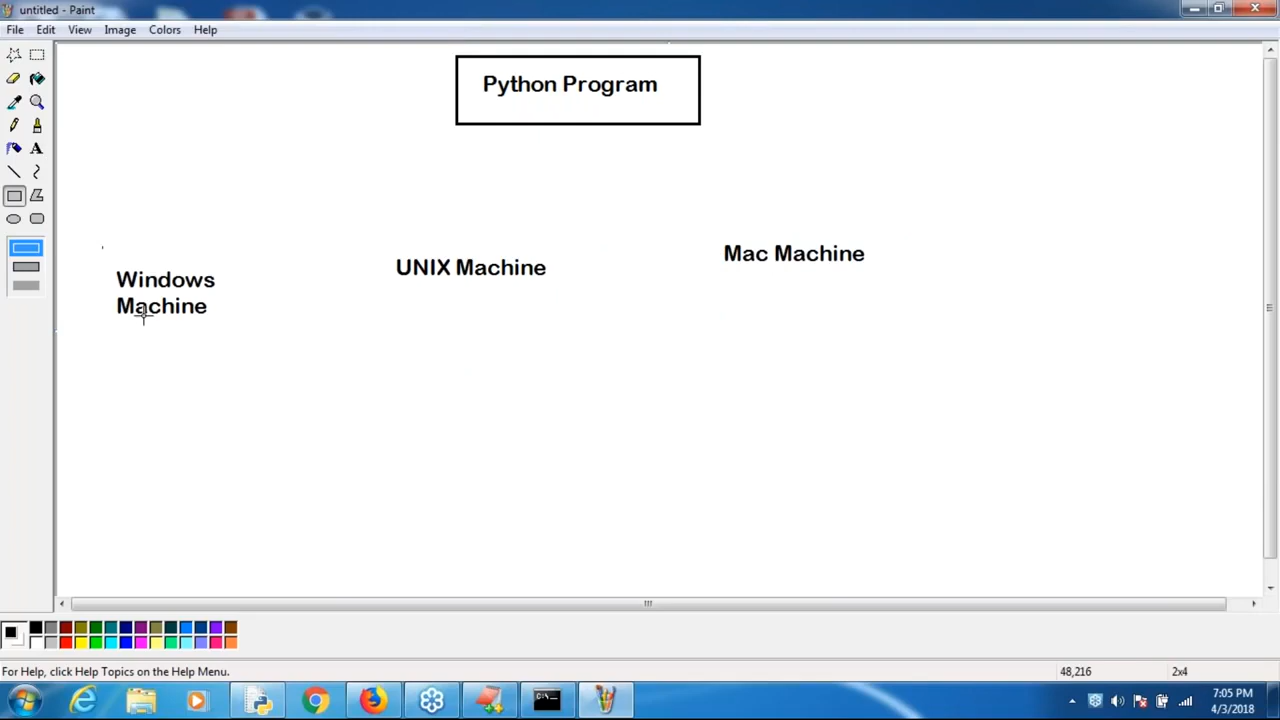 untitled - Paint
File Edit View Image Colors Help
Python Program
Mac Machine
UNIX Machine
Windows
Machine
For Help, click Help Topics on the Help Menu.
48,216
2x4
7:05 PM
4/3/2018